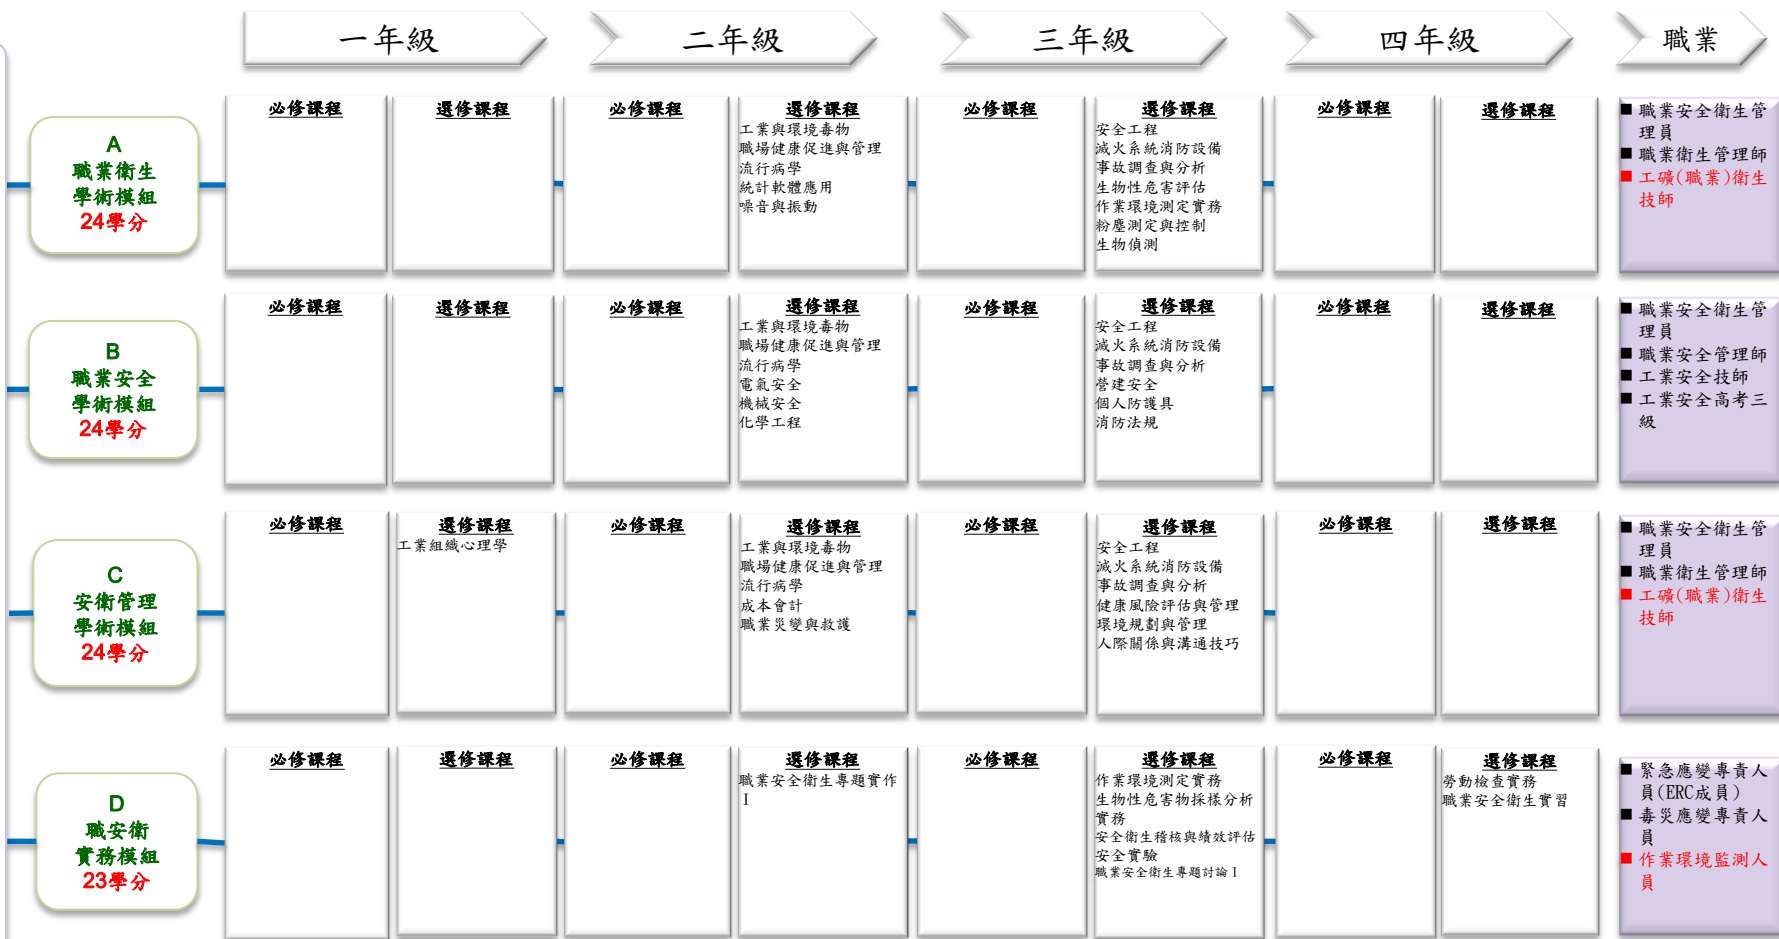 一年級
二年級
三年級
四年級
職業
A
職業衛生
學術模組
24學分
必修課程
選修課程
必修課程
選修課程
工業與環境毒物
職場健康促進與管理
流行病學
統計軟體應用
噪音與振動
必修課程
選修課程
安全工程
滅火系統消防設備
事故調查與分析
生物性危害評估
作業環境測定實務
粉塵測定與控制
生物偵測
必修課程
選修課程
■ 職業安全衛生管
理員
■ 職業衛生管理師
■ 工礦(職業)衛生
技師
B
職業安全
學術模組
24學分
必修課程
選修課程
必修課程
選修課程
工業與環境毒物
職場健康促進與管理
流行病學
電氣安全
機械安全
化學工程
必修課程
選修課程
安全工程
滅火系統消防設備
事故調查與分析
營建安全
個人防護具
消防法規
必修課程
選修課程
■ 職業安全衛生管
理員
■ 職業安全管理師
■ 工業安全技師
■ 工業安全高考三
級
C
安衛管理
學術模組
24學分
必修課程
選修課程
工業組織心理學
必修課程
選修課程
工業與環境毒物
職場健康促進與管理
流行病學
成本會計
職業災變與救護
必修課程
選修課程
安全工程
滅火系統消防設備
事故調查與分析
健康風險評估與管理
環境規劃與管理
人際關係與溝通技巧
必修課程
選修課程
■ 職業安全衛生管
理員
■ 職業衛生管理師
■ 工礦(職業)衛生
技師
D
職安衛
實務模組
23學分
必修課程
選修課程
必修課程
選修課程
職業安全衛生專題實作
I
必修課程
選修課程
作業環境測定實務
生物性危害物採樣分析
實務
安全衛生稽核與績效評估
安全實驗
職業安全衛生專題討論I
必修課程
選修課程
勞動檢查實務
職業安全衛生實習
■ 緊急應變專責人
員(ERC成員)
■ 毒災應變專責人
員
■ 作業環境監測人
員